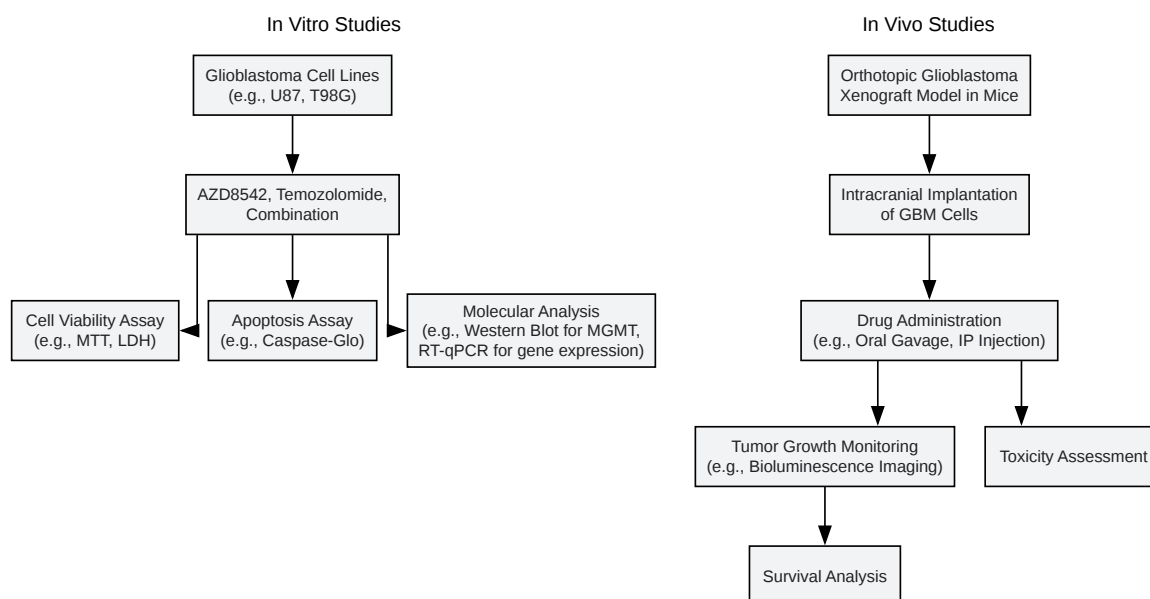 In Vitro Studies
Glioblastoma Cell Lines
(e.g., U87, T98G)
AZD8542, Temozolomide,
Combination
Cell Viability Assay
(e.g., MTT, LDH)
Apoptosis Assay
(e.g., Caspase-Glo)
Molecular Analysis
(e.g., Western Blot for MGMT,
RT-qPCR for gene expression)
In Vivo Studies
Orthotopic Glioblastoma
Xenograft Model in Mice
Intracranial Implantation
of GBM Cells
Drug Administration
(e.g., Oral Gavage, IP Injection)
Tumor Growth Monitoring
(e.g., Bioluminescence Imaging)
Toxicity Assessment
Survival Analysis